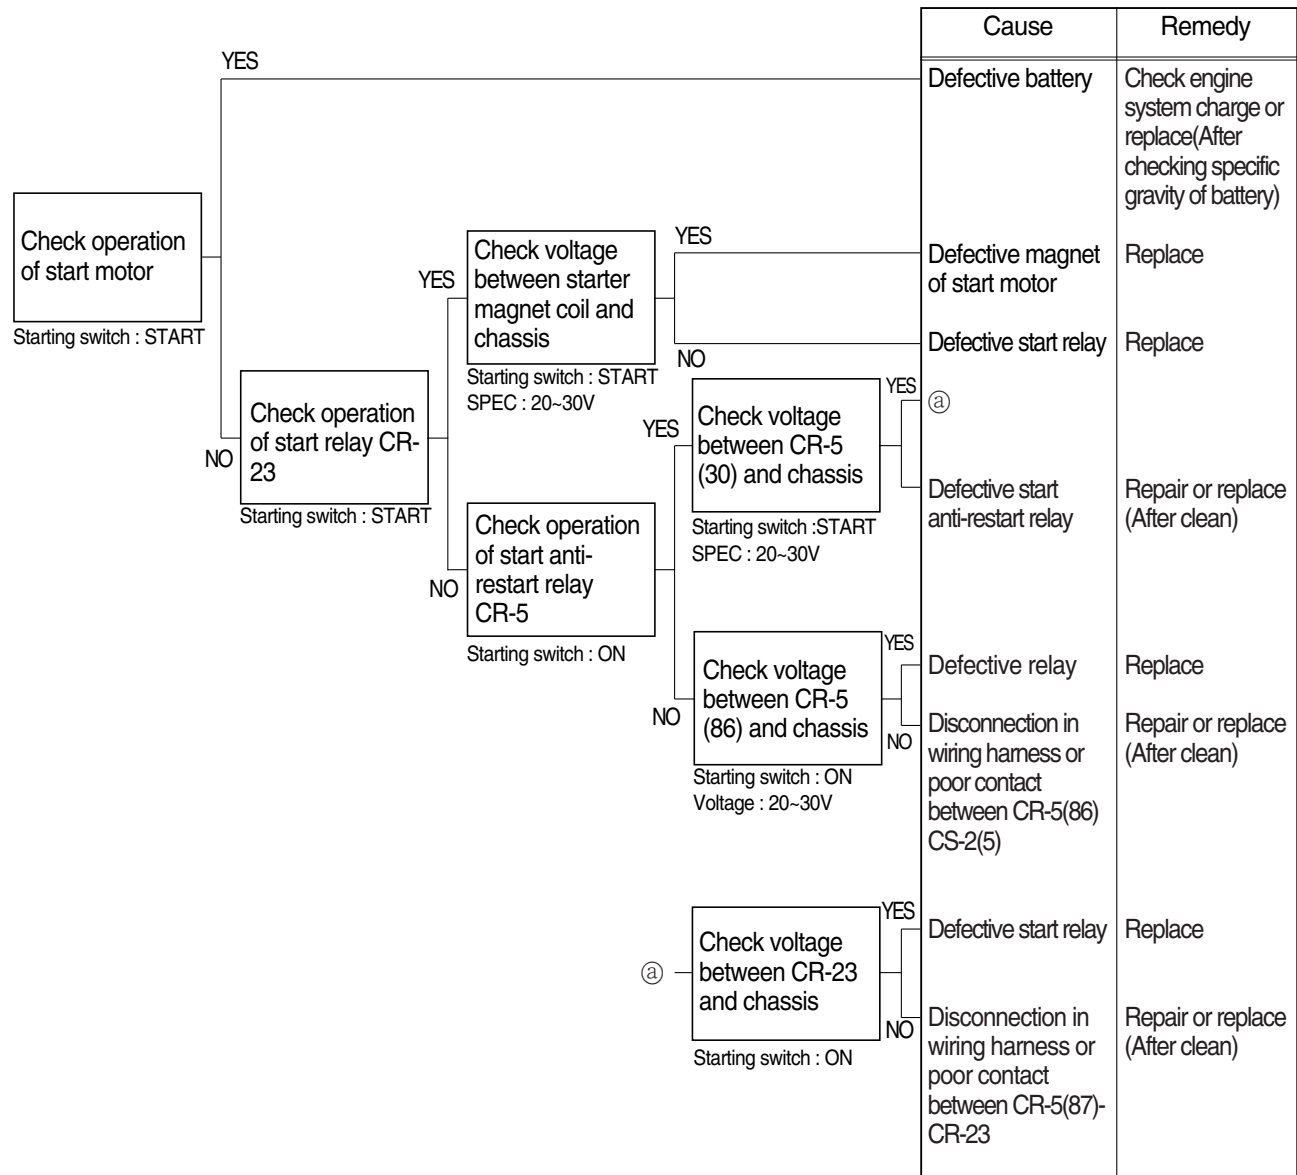 Cause
Remedy
YES
Defective battery
Check engine
system charge or
replace(After
checking specific
gravity of battery)
Check operation
of start motor
Starting switch : START
YES
Check voltage
between starter
magnet coil and
chassis
Starting switch : START
SPEC : 20~30V
YES
Defective magnet
of start motor
Replace
NO
Defective start relay
Replace
NO
Check operation
of start relay CR-
23
Starting switch : START
YES
Check voltage
between CR-5
(30) and chassis
Starting switch :START
SPEC : 20~30V
YES
ⓐ
Defective start
anti-restart relay
Repair or replace
(After clean)
NO
Check operation
of start anti-
restart relay
CR-5
Starting switch : ON
NO
Check voltage
between CR-5
(86) and chassis
Starting switch : ON
Voltage : 20~30V
YES
Defective relay
Replace
NO
Disconnection in
wiring harness or
poor contact
between CR-5(86)
CS-2(5)
Repair or replace
(After clean)
ⓐ
Check voltage
between CR-23
and chassis
Starting switch : ON
YES
Defective start relay
Replace
NO
Disconnection in
wiring harness or
poor contact
between CR-5(87)-
CR-23
Repair or replace
(After clean)